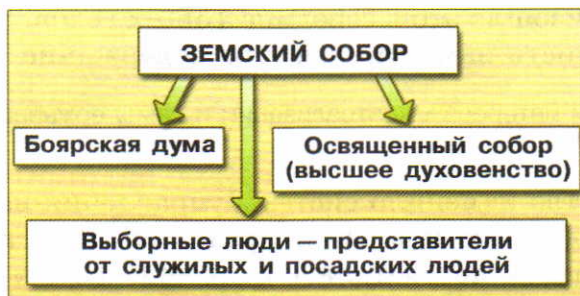 ЗЕМСКИЙ СОБОР
Боярская дума
Освященный собор
(высшее духовенство)
Выборные люди — представители
от служилых и посадских людей